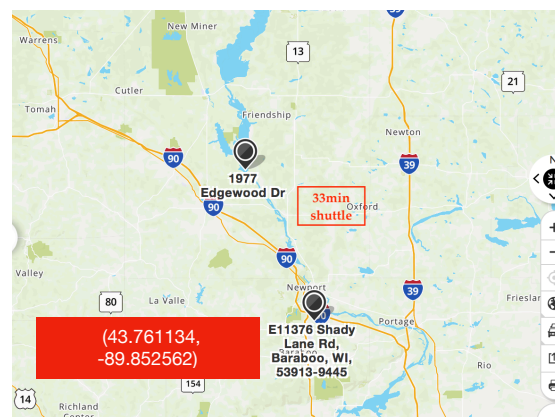 39
New Miner
Warrens
13
21
Cutler
Tomah
Friendship
Newton
90
39
1977
Edgewood Dr
33min
shuttle
Oxford
90
90
Valley
Newport
39
80
La Valle
Frieslan
Portage
E11376 Shady
Lane Rd,
Baraboo, WI,
53913-9445
(43.761134,
-89.852562)
Rio
154
14
Richland
Center